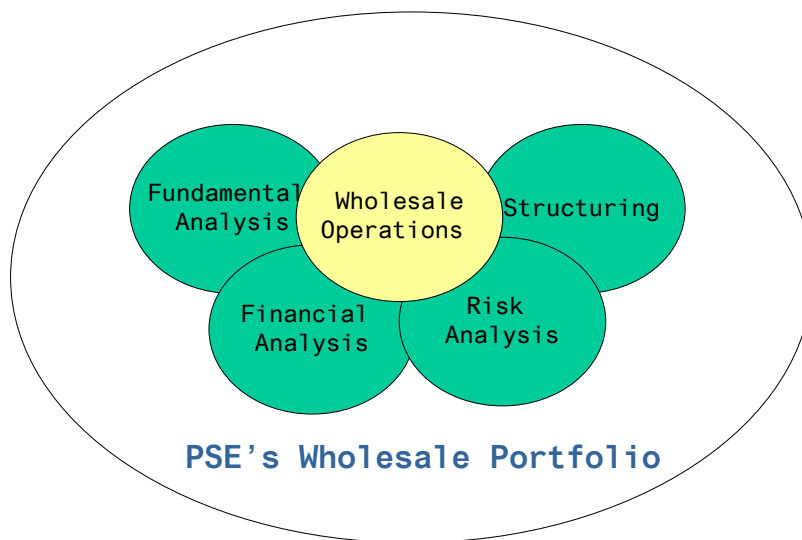 Fundamental
Analysis
Wholesale
Operations
Structuring
Financial
Analysis
Risk
Analysis
PSE's Wholesale Portfolio